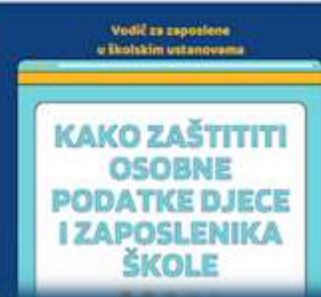 Vodič za zaposlene
u školskim ustanovama
KAKO ZAŠTITITI
OSOBNE
PODATKE DJECE
I ZAPOSLENIKA
ŠKOLE